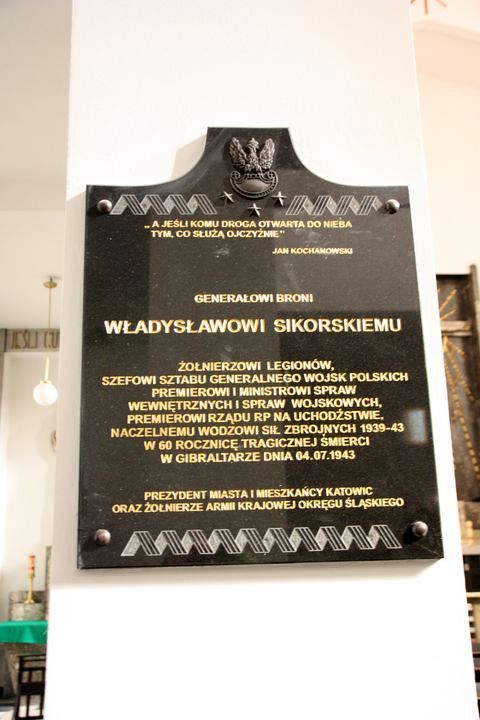 „A JEŚLI KOMU DROGA OTWARTA DO NIEBA
TYM, CO SŁUŻĄ OJCZYŹNIE"
JAN KOCHANOWSKI
GENERAŁOWI BRONI
WŁADYSŁAWOWI SIKORSKIEMU
ŻOŁNIERZOWI LEGIONÓW,
SZEFOWI SZTABU GENERALNEGO WOJSK POLSKICH
PREMIEROWI I MINISTROWI SPRAW
WEWNĘTRZNYCH I SPRAW WOJSKOWYCH,
PREMIEROWI RZĄDU RP NA UCHODŹSTWIE,
NACZELNEMU WODZOWI SIŁ ZBROJNYCH 1939-43
W 60 ROCZNICĘ TRAGICZNEJ ŚMIERCI
W GIBRALTARZE DNIA 04.07.1943
PREZYDENT MIASTA I MIESZKAŃCY KATOWIC
ORAZ ŻOŁNIERZE ARMII KRAJOWEJ OKRĘGU ŚLĄSKIEGO